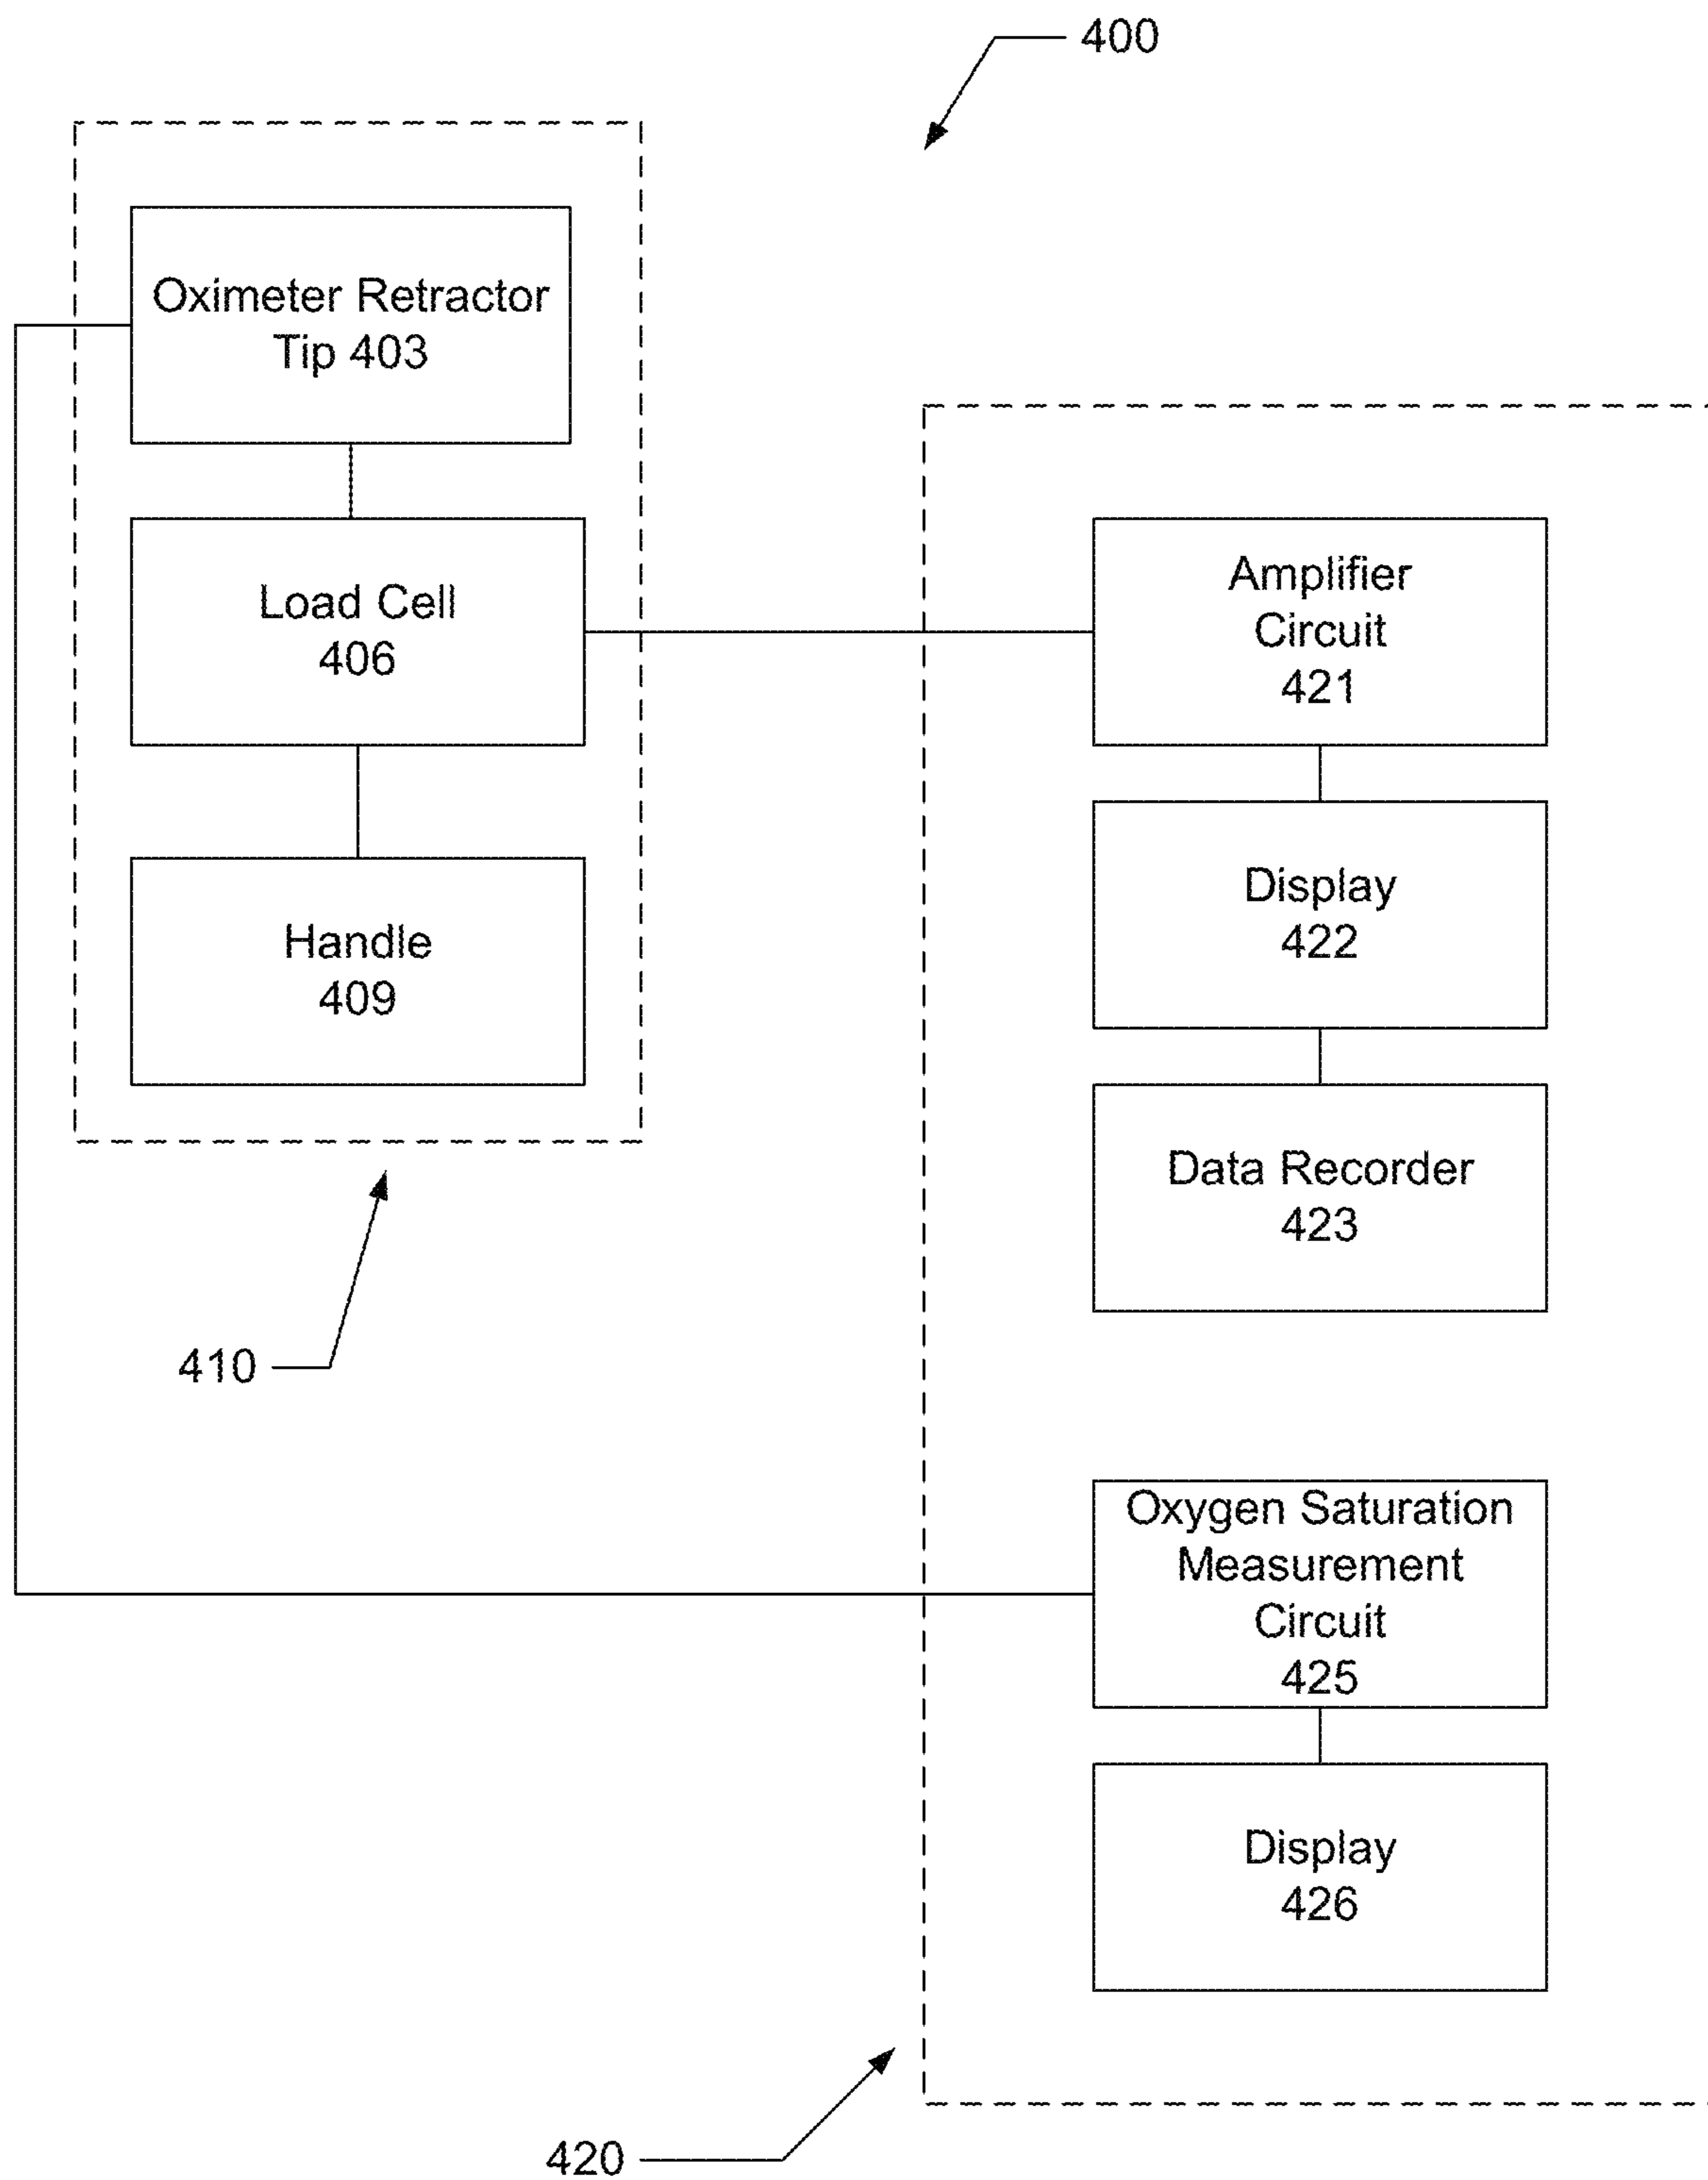 400
Oximeter Retractor
Tip 403
Load Cell
406
Handle
409
410
Amplifier
Circuit
421
Display
422
Data Recorder
423
Oxygen Saturation
Measurement
Circuit
425
Display
426
420